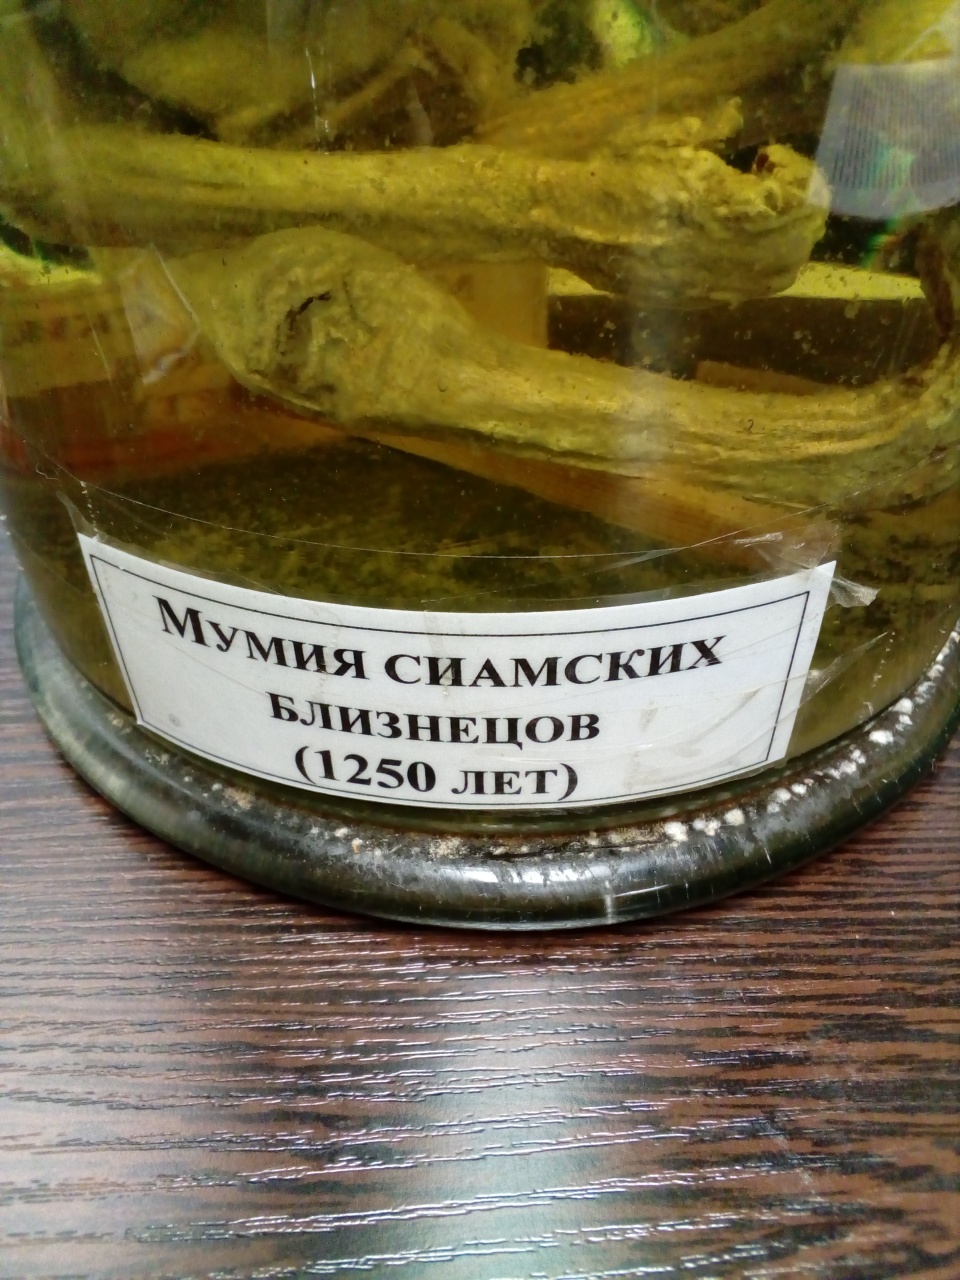 Мумия сиамских
близнецов
(1250 лет)